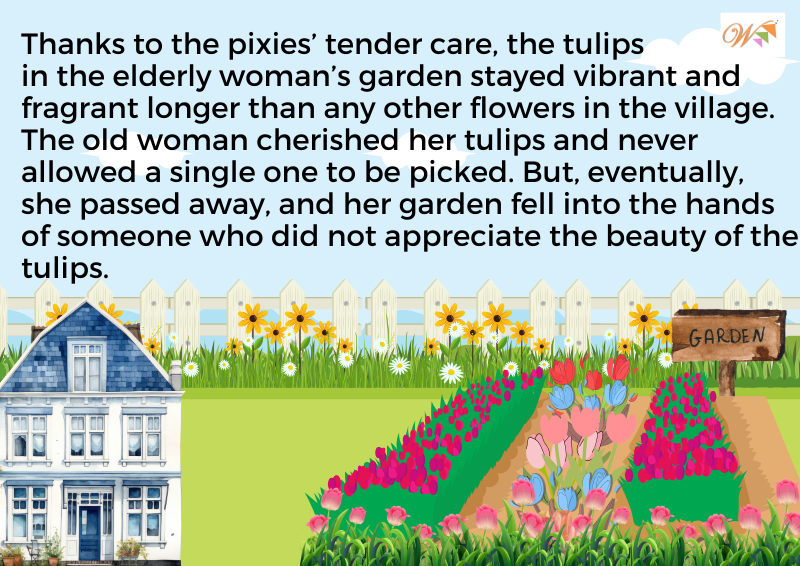 Thanks to the pixies’ tender care, the tulips
in the elderly woman’s garden stayed vibrant and
fragrant longer than any other flowers in the village.
The old woman cherished her tulips and never
allowed a single one to be picked. But, eventually,
she passed away, and her garden fell into the hands
of someone who did not appreciate the beauty of the
tulips.
W
GARDEN